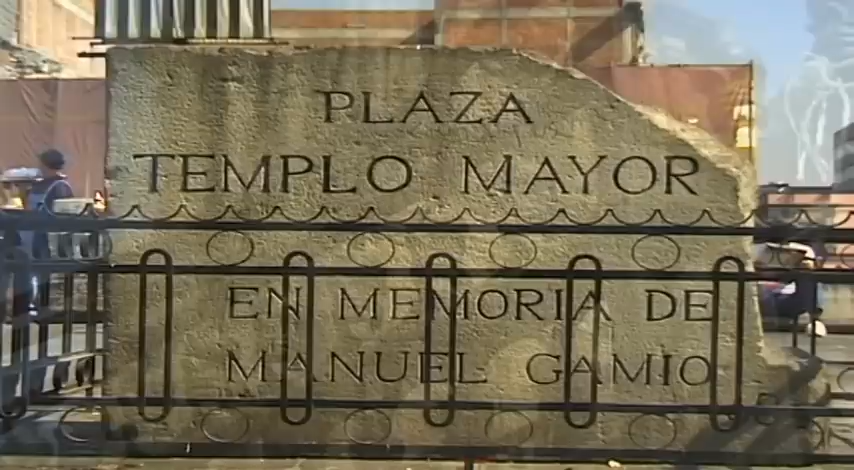 PLAZA
TEMPLO MAYOR
EN MEMORIA DE
MANUEL GAMIO